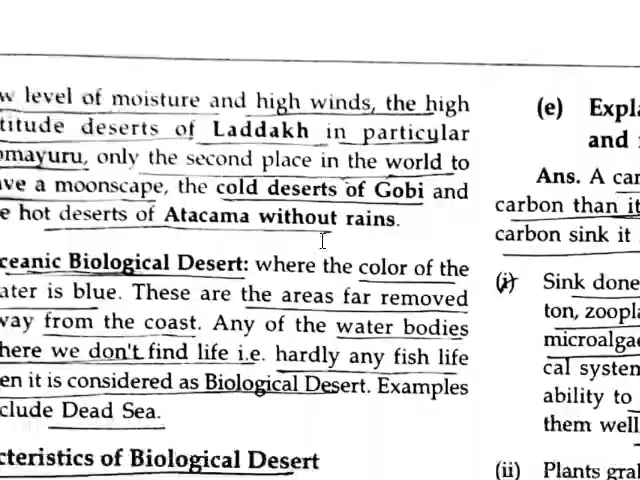 w level of moisture and high winds, the high
titude deserts of Laddakh in particular
omayuru, only the second place in the world to
ave a moonscape, the cold deserts of Gobi and
e hot deserts of Atacama without rains.
ceanic Biological Desert: where the color of the
ater is blue. These are the areas far removed
way from the coast. Any of the water bodies
here we don't find life i.e. hardly any fish life
en it is considered as Biological Desert. Examples
clude Dead Sea.
cteristics of Biological Desert
(e) Expla
and
Ans. A car
carbon than it
carbon sink it
(i) Sink done
ton, zoopla
microalgae
cal system
ability to
them well
(ii) Plants gral